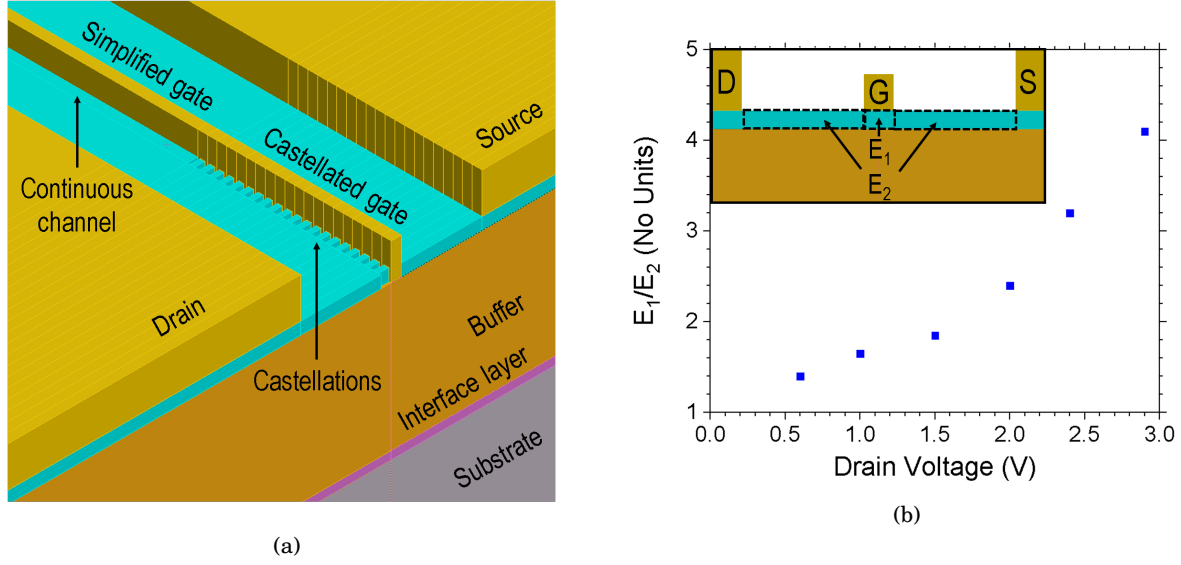 Simplified gate
Castellated gate
Source
Continuous
channel
Drain
Castellations
Buffer
Interface layer
Substrate
(a)
E₁/E₂ (No Units)
5
4
3
2
1
D
G
S
E₁
E₂
0.0 0.5 1.0 1.5 2.0 2.5 3.0
Drain Voltage (V)
(b)